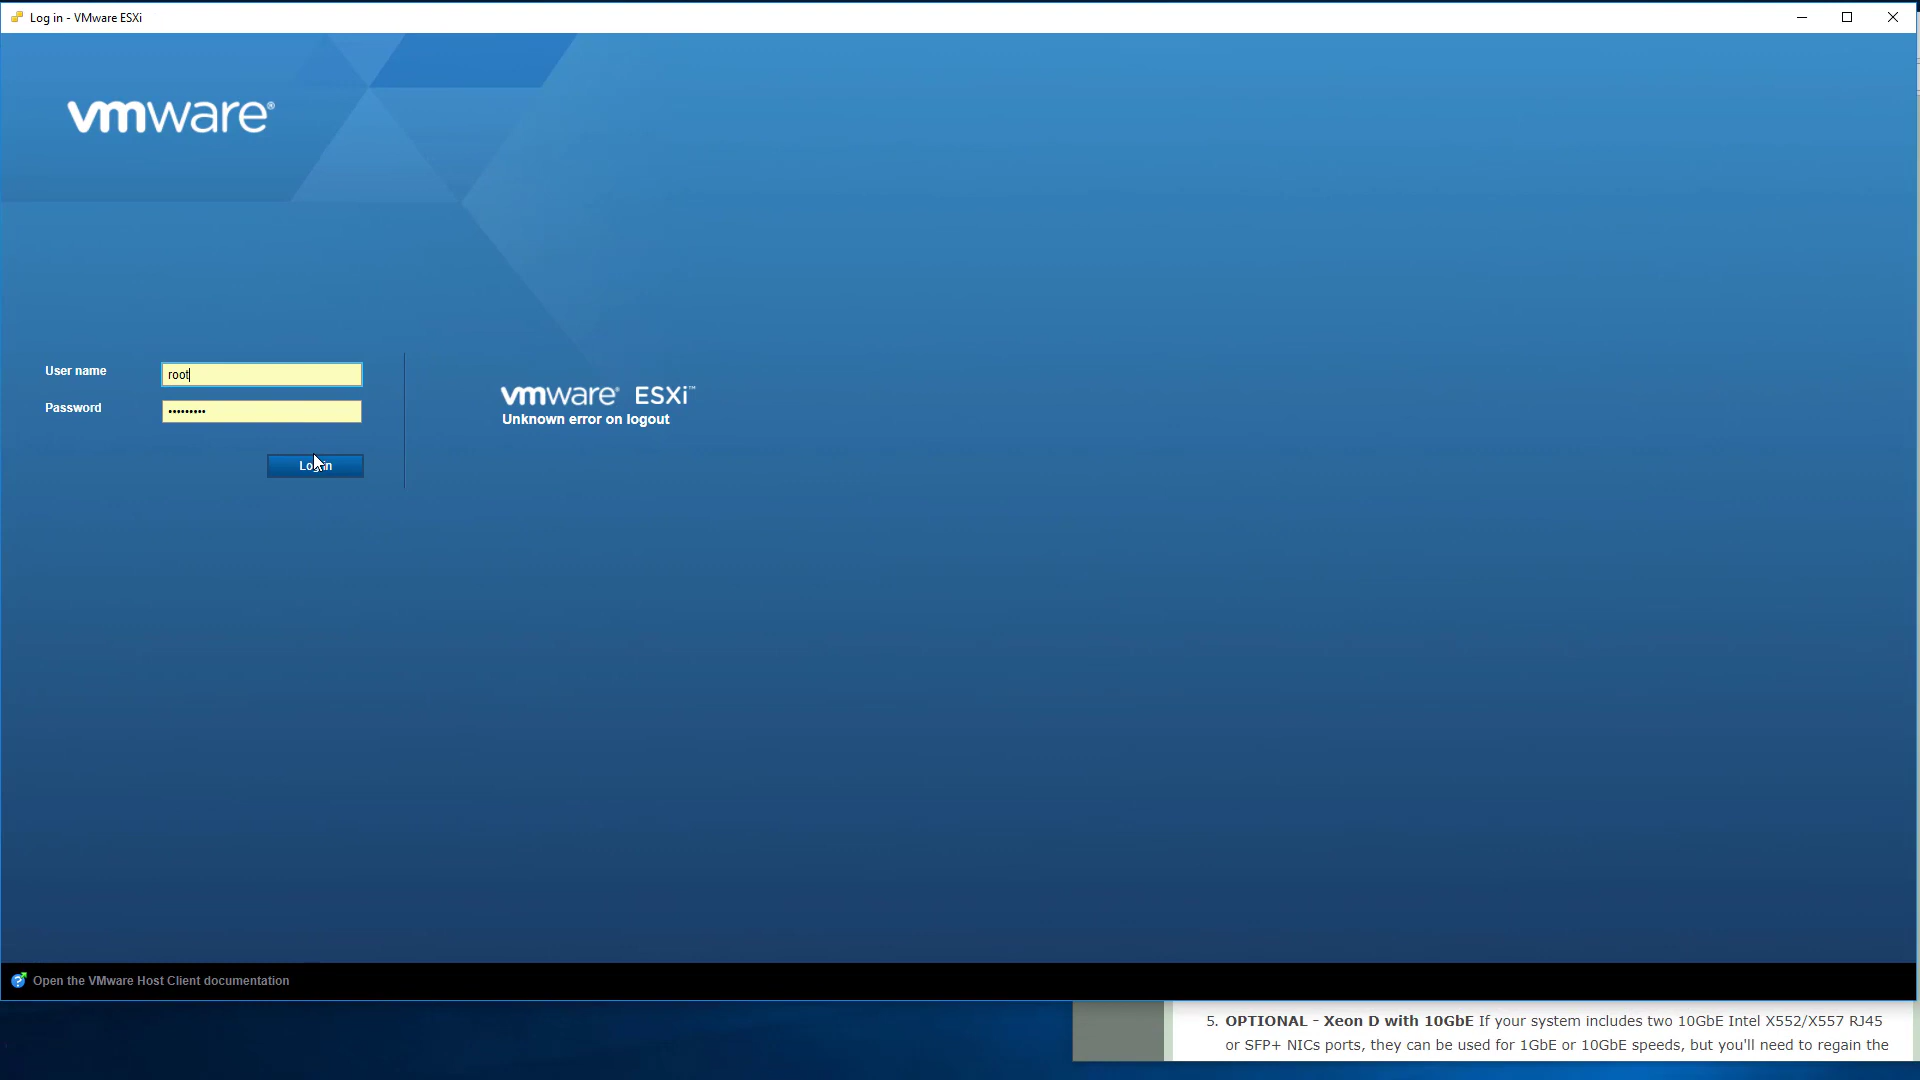 Log in - VMware ESXi
vmware®
User name
root
Password
•••••••••
Log in
vmware® ESXi™
Unknown error on logout
Open the VMware Host Client documentation
5. OPTIONAL - Xeon D with 10GbE If your system includes two 10GbE Intel X552/X557 RJ45
or SFP+ NICs ports, they can be used for 1GbE or 10GbE speeds, but you'll need to regain the